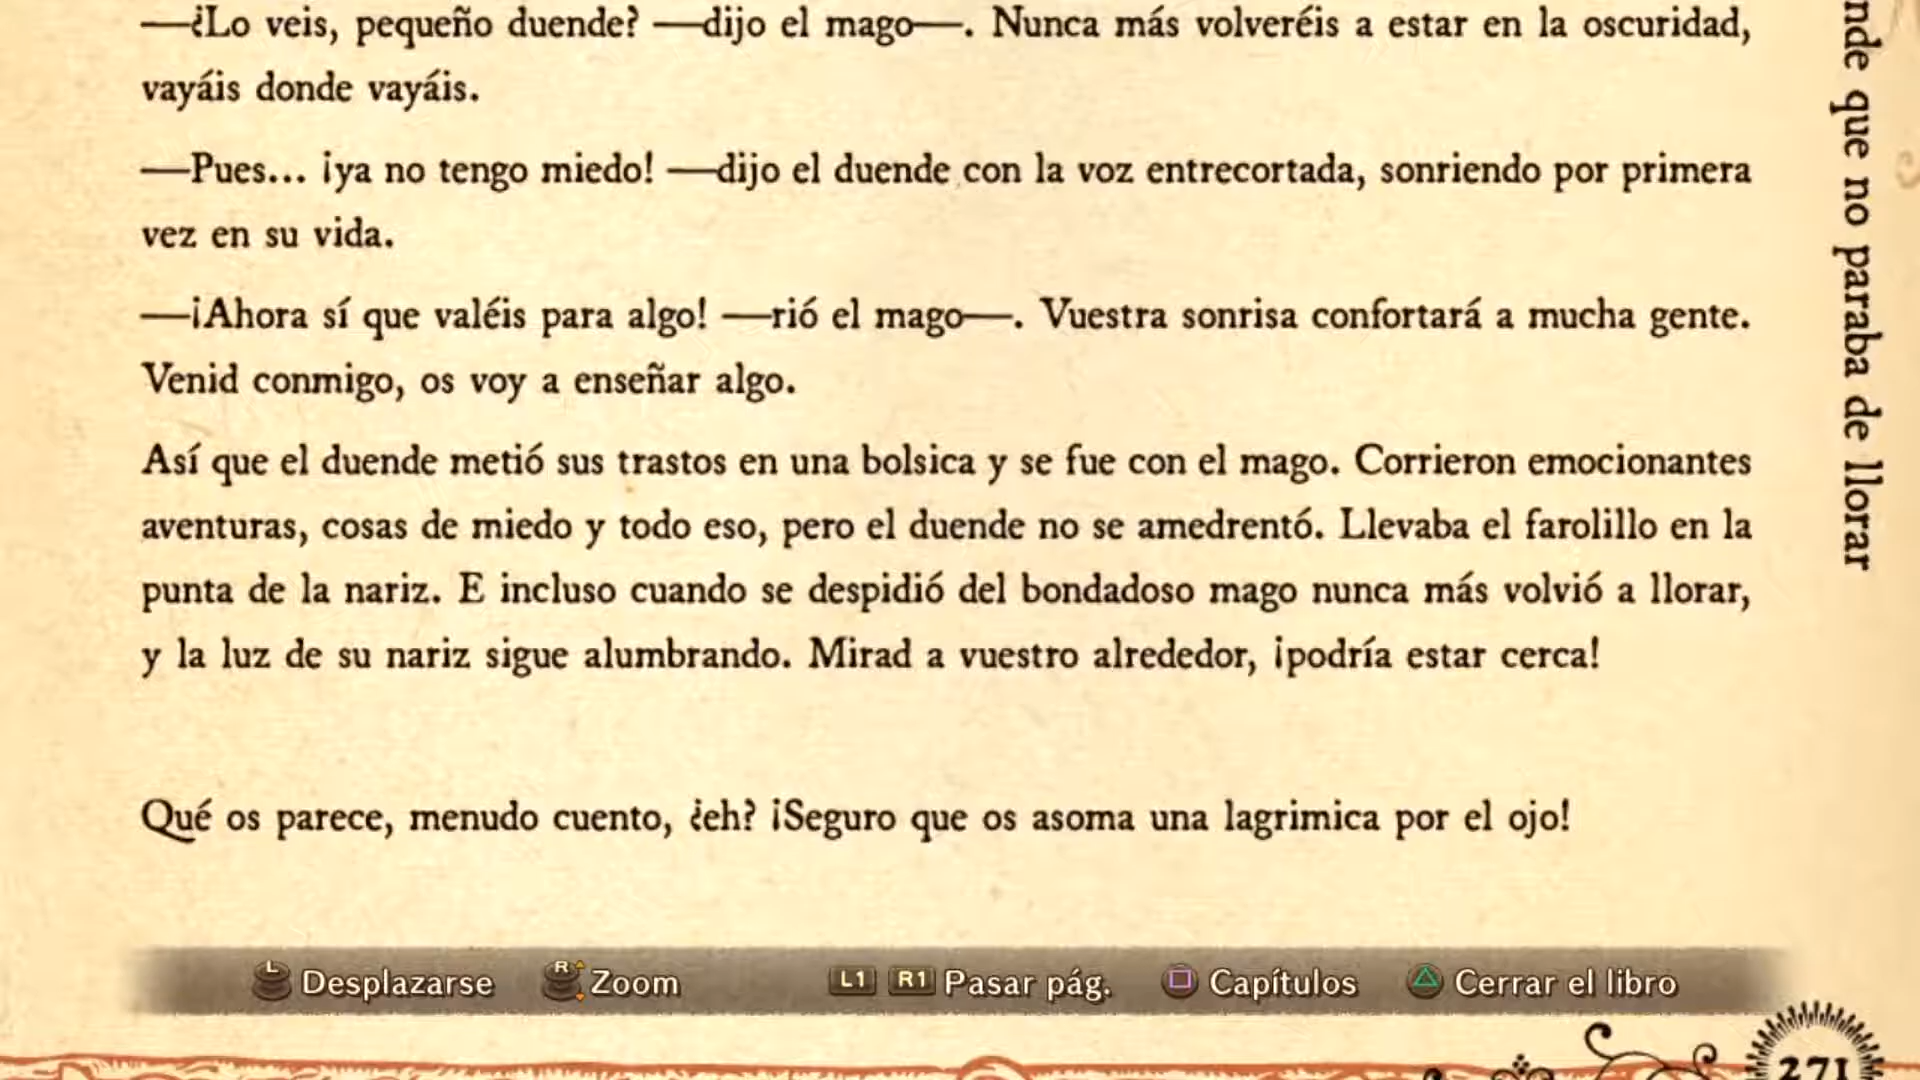 —¿Lo veis, pequeño duende? —dijo el mago—. Nunca más volveréis a estar en la oscuridad,
vayáis donde vayáis.
—Pues... ¡ya no tengo miedo! —dijo el duende con la voz entrecortada, sonriendo por primera
vez en su vida.
—¡Ahora sí que valéis para algo! —rió el mago—. Vuestra sonrisa confortará a mucha gente.
Venid conmigo, os voy a enseñar algo.
Así que el duende metió sus trastos en una bolsica y se fue con el mago. Corrieron emocionantes
aventuras, cosas de miedo y todo eso, pero el duende no se amedrentó. Llevaba el farolillo en la
punta de la nariz. E incluso cuando se despidió del bondadoso mago nunca más volvió a llorar,
y la luz de su nariz sigue alumbrando. Mirad a vuestro alrededor, ¡podría estar cerca!
Qué os parece, menudo cuento, ¿eh? ¡Seguro que os asoma una lagrimica por el ojo!
nde que no paraba de llorar
L Desplazarse R Zoom L1 R1 Pasar pág. Capítulos Cerrar el libro
271